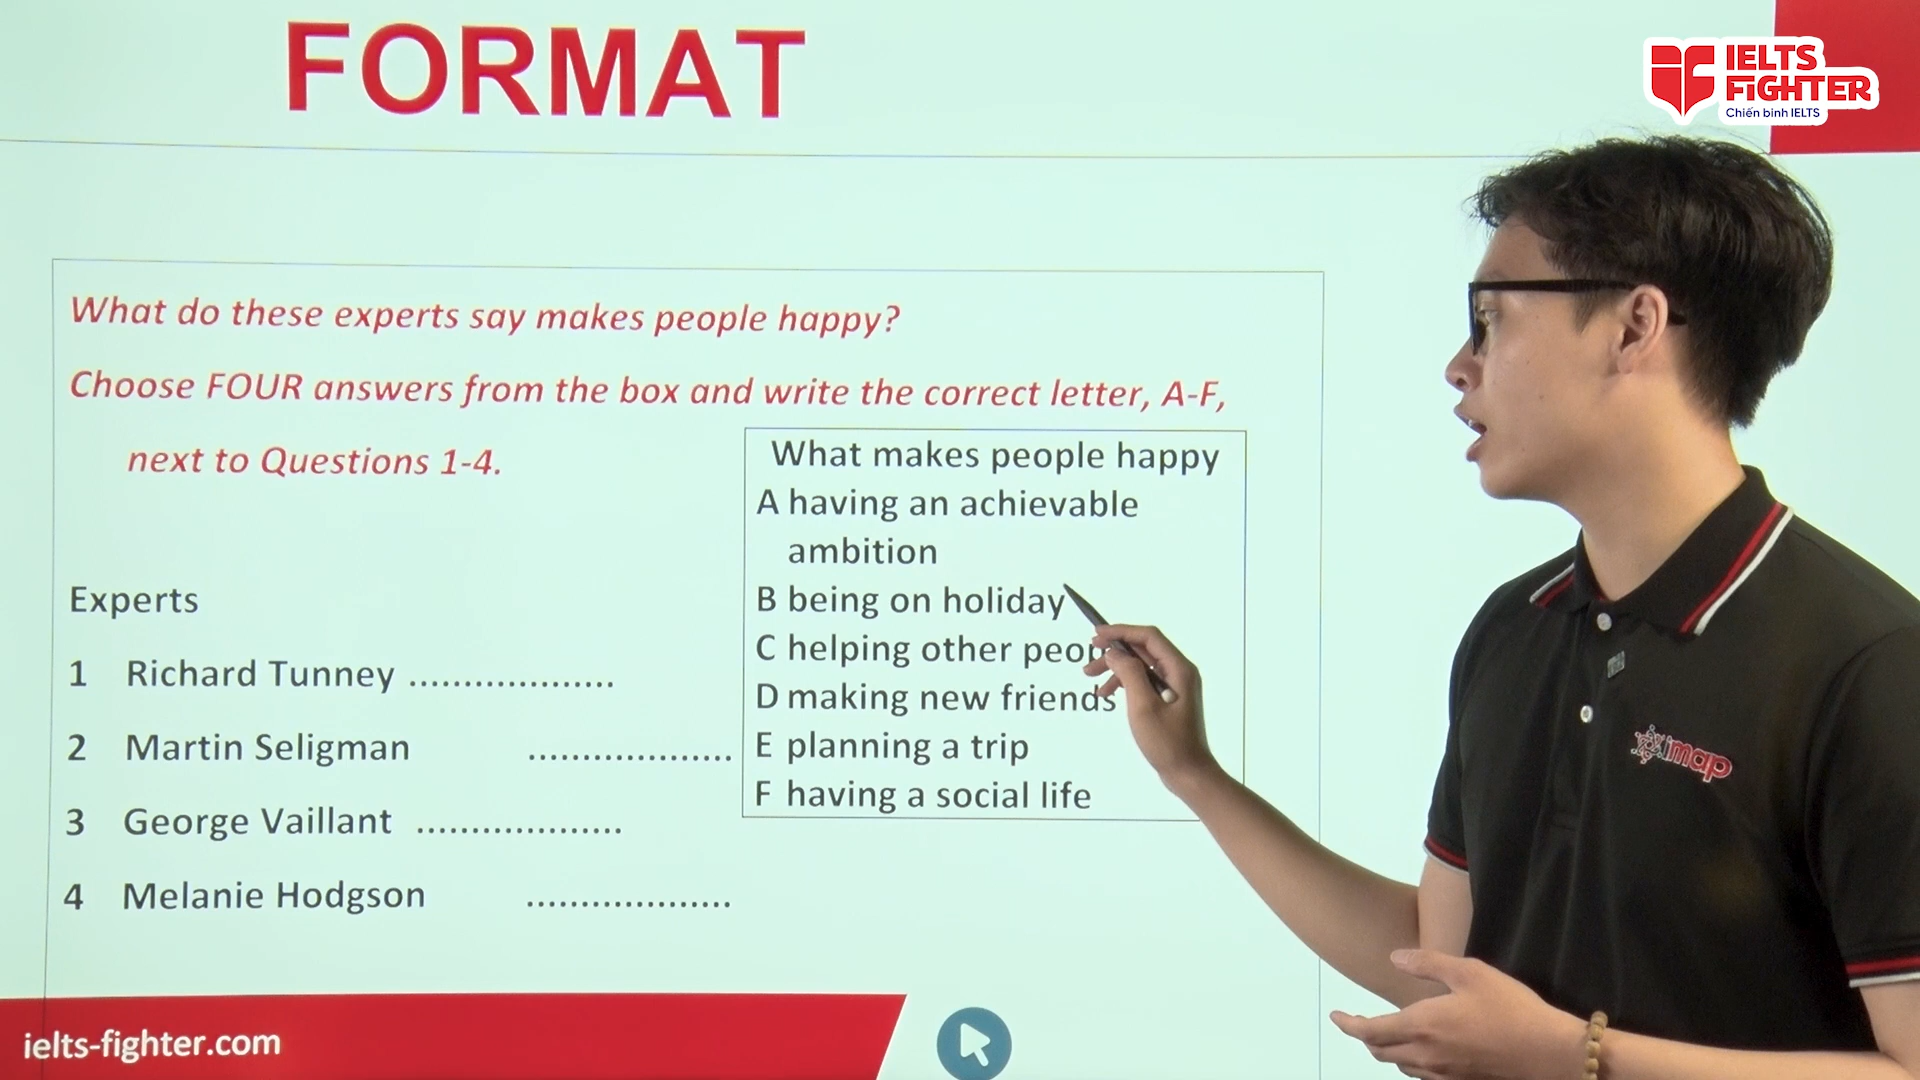 FORMAT
IELTS
FIGHTER
Chiến binh IELTS
What do these experts say makes people happy?
Choose FOUR answers from the box and write the correct letter, A-F,
next to Questions 1-4.
What makes people happy
A having an achievable
ambition
B being on holiday
C helping other
D making new friends
E planning a trip
F having a social life
Experts
1 Richard Tunney ...................
2 Martin Seligman ...................
3 George Vaillant ...................
4 Melanie Hodgson ...................
imap
ielts-fighter.com